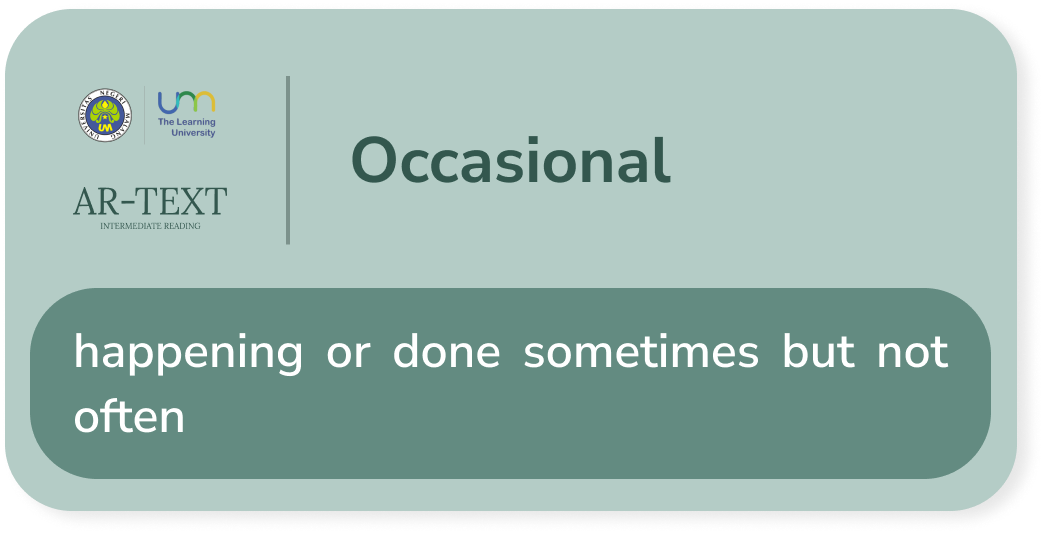 UNIVERSITAS NEGERI MALANG
UM
um
The Learning
University
AR-TEXT
INTERMEDIATE READING
Occasional
happening or done sometimes but not
often